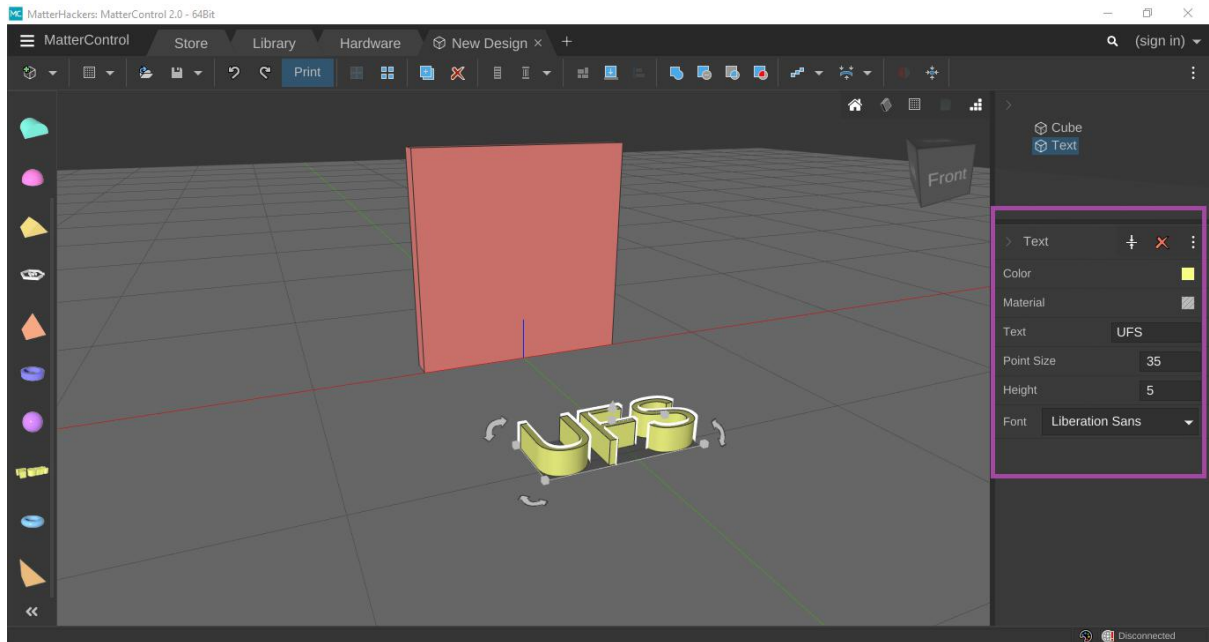 MC MatterHackers: MatterControl 2.0 - 64Bit
MatterControl Store Library Hardware New Design × + (sign in)
Print
Cube
Text
Front
Text
Color
Material
Text UFS
Point Size 35
Height 5
Font Liberation Sans
UFS
Disconnected